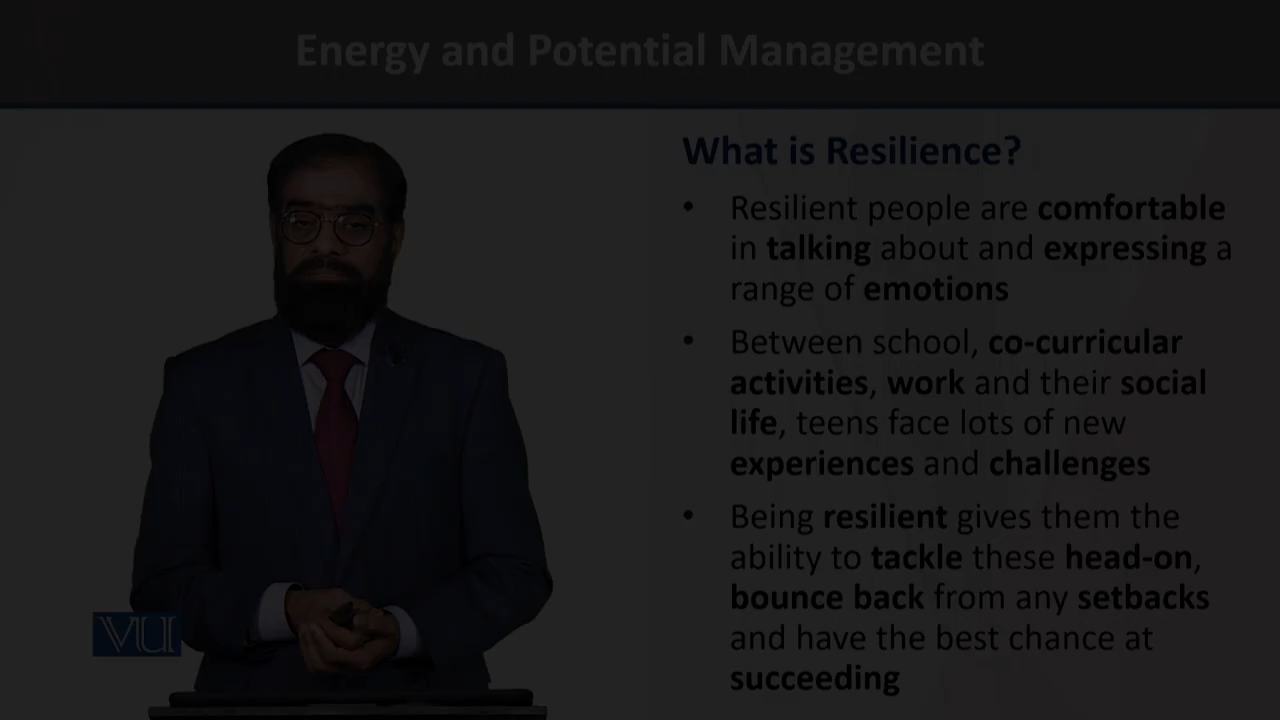 Energy and Potential Management
What is Resilience?
• Resilient people are comfortable
in talking about and expressing a
range of emotions
• Between school, co-curricular
activities, work and their social
life, teens face lots of new
experiences and challenges
• Being resilient gives them the
ability to tackle these head-on,
bounce back from any setbacks
and have the best chance at
succeeding
VU